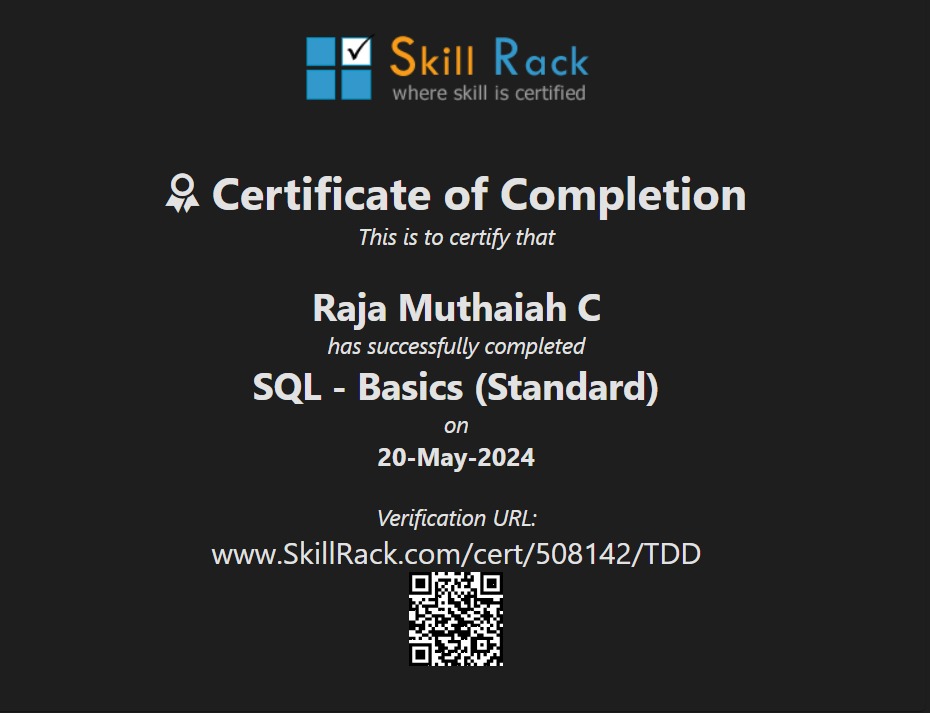 Skill Rack
where skill is certified
Certificate of Completion
This is to certify that
Raja Muthaiah C
has successfully completed
SQL - Basics (Standard)
on
20-May-2024
Verification URL:
www.SkillRack.com/cert/508142/TDD